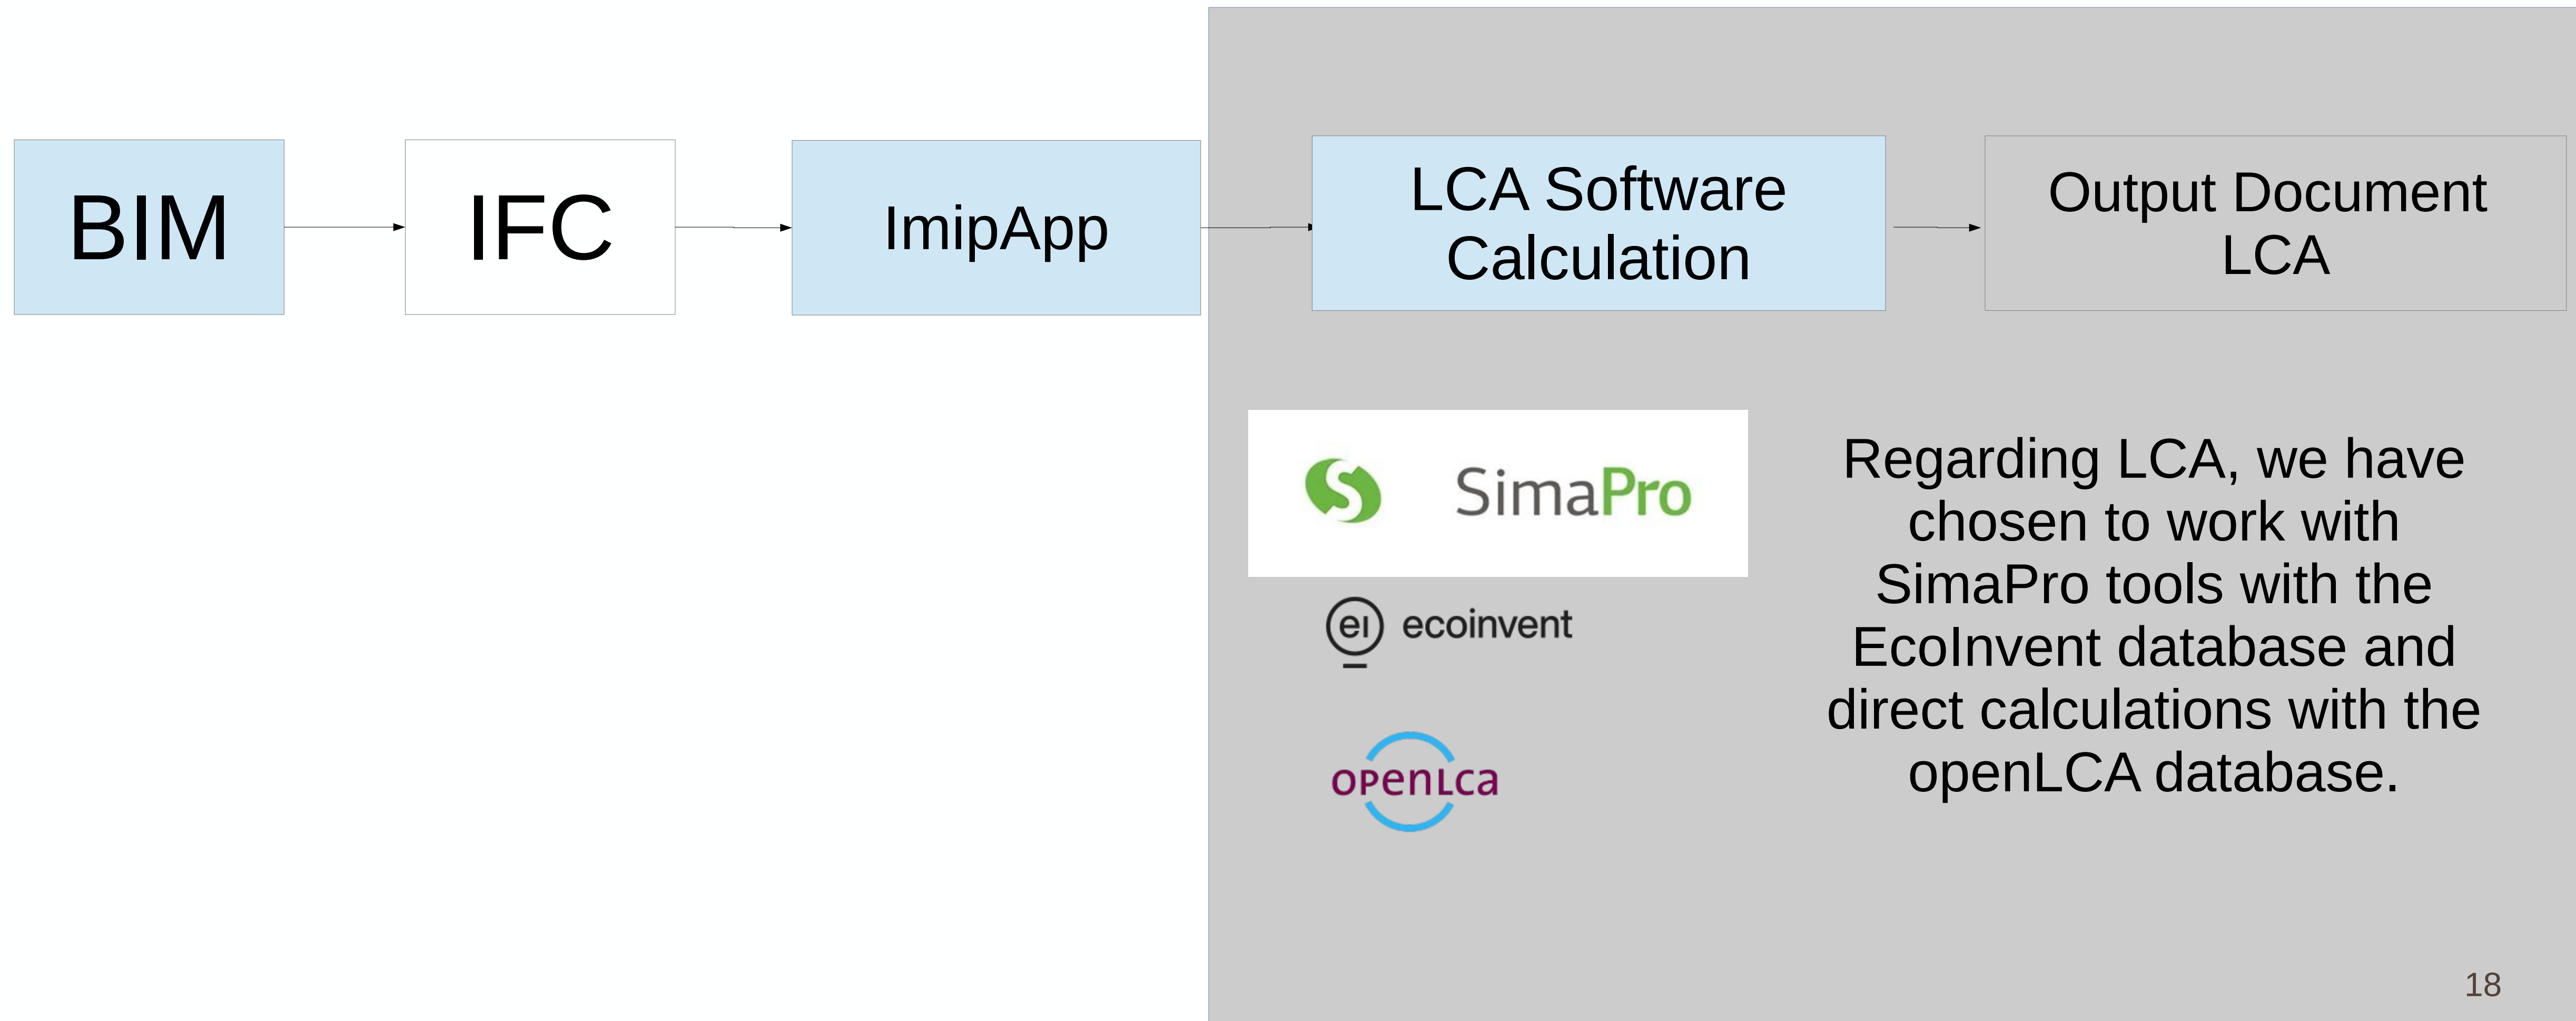 BIM
IFC
ImipApp
LCA Software
Calculation
Output Document
LCA
SimaPro
eı ecoinvent
openLca
Regarding LCA, we have
chosen to work with
SimaPro tools with the
EcoInvent database and
direct calculations with the
openLCA database.
18